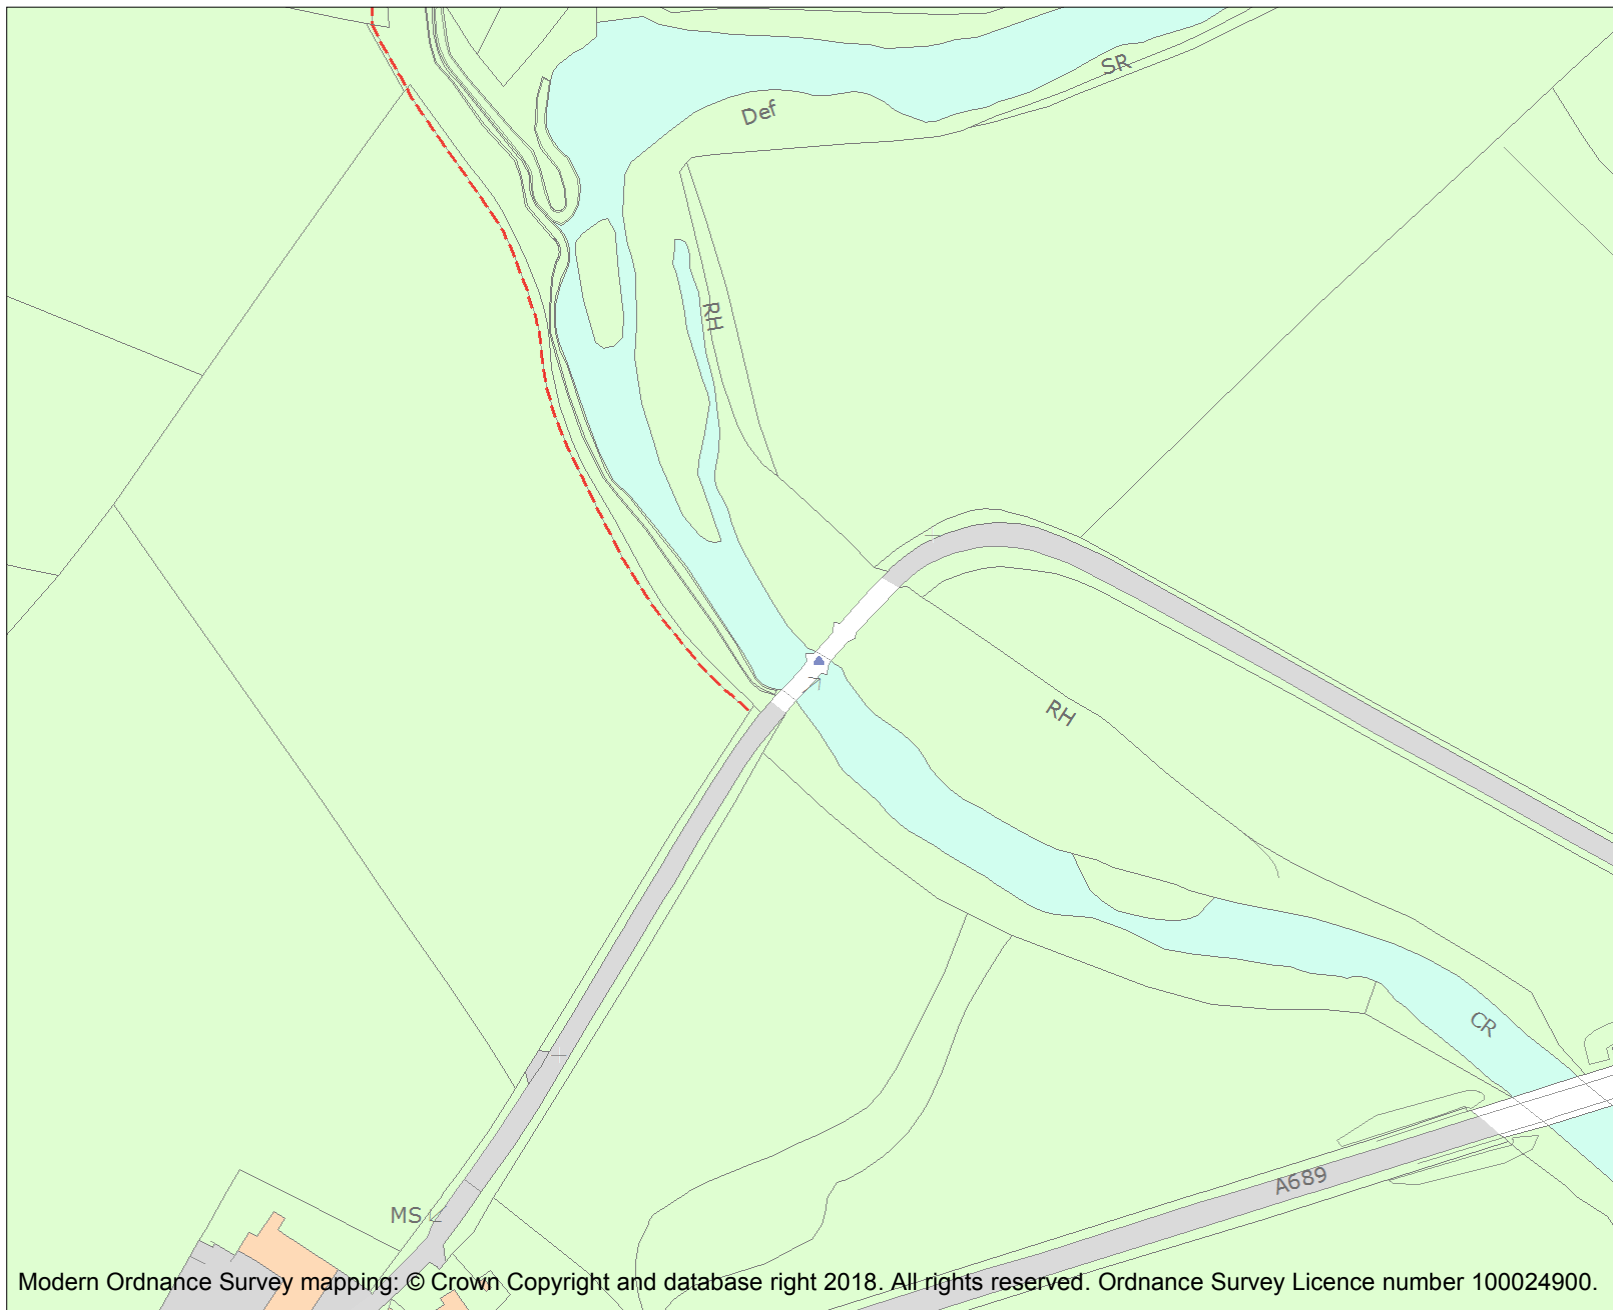 SR
Def
RH
RH
CR
A689
MS
Modern Ordnance Survey mapping: © Crown Copyright and database right 2018. All rights reserved. Ordnance Survey Licence number 100024900.